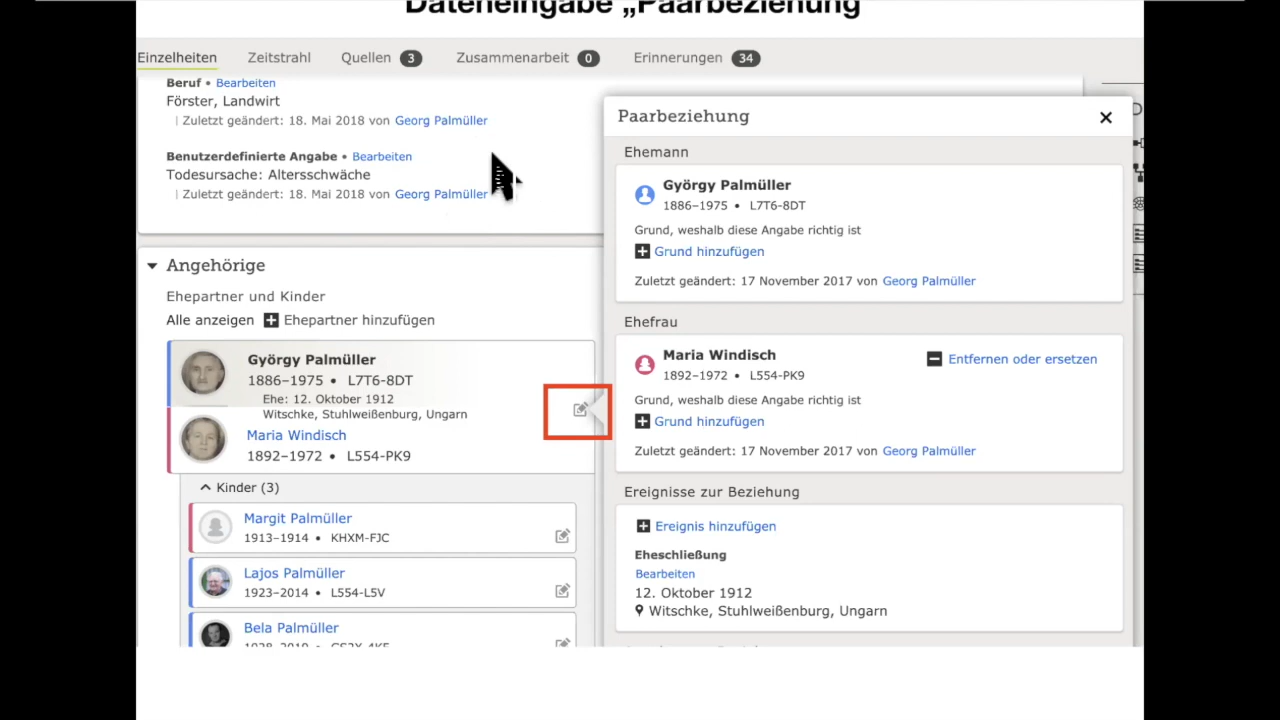 Dateneingabe „Paarbeziehung
Einzelheiten Zeitstrahl Quellen 3 Zusammenarbeit 0 Erinnerungen 34
Beruf • Bearbeiten
Förster, Landwirt
| Zuletzt geändert: 18. Mai 2018 von Georg Palmüller
Benutzerdefinierte Angabe • Bearbeiten
Todesursache: Altersschwäche
| Zuletzt geändert: 18. Mai 2018 von Georg Palmüller
Angehörige
Ehepartner und Kinder
Alle anzeigen Ehepartner hinzufügen
György Palmüller
1886–1975 • L7T6-8DT
Ehe: 12. Oktober 1912
Witschke, Stuhlweißenburg, Ungarn
Maria Windisch
1892–1972 • L554-PK9
Kinder (3)
Margit Palmüller
1913–1914 • KHXM-FJC
Lajos Palmüller
1923–2014 • L554-L5V
Bela Palmüller
Paarbeziehung
Ehemann
György Palmüller
1886–1975 • L7T6-8DT
Grund, weshalb diese Angabe richtig ist
Grund hinzufügen
Zuletzt geändert: 17 November 2017 von Georg Palmüller
Ehefrau
Maria Windisch Entfernen oder ersetzen
1892–1972 • L554-PK9
Grund, weshalb diese Angabe richtig ist
Grund hinzufügen
Zuletzt geändert: 17 November 2017 von Georg Palmüller
Ereignisse zur Beziehung
Ereignis hinzufügen
Eheschließung
Bearbeiten
12. Oktober 1912
Witschke, Stuhlweißenburg, Ungarn